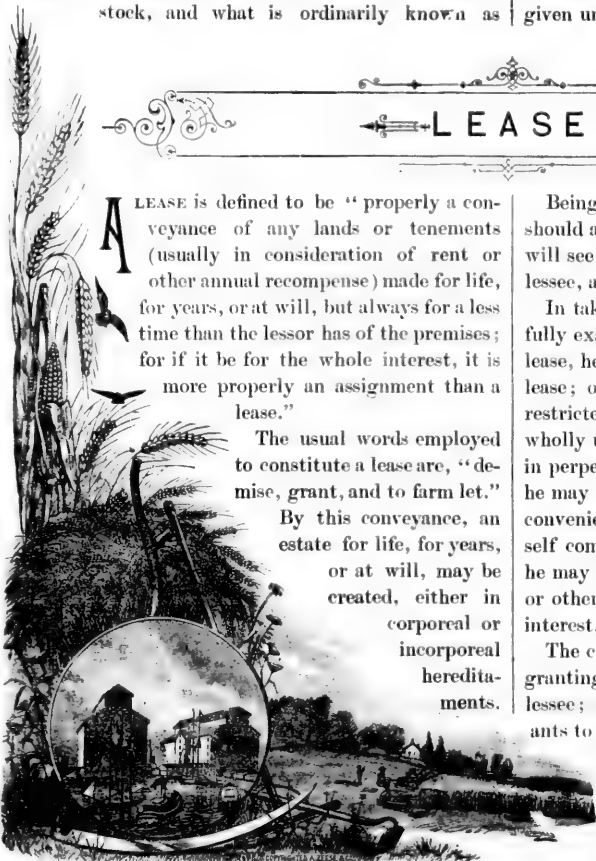 stock, and what is ordinarily known as
given un
LEASE
A LEASE is defined to be “ properly a con-
veyance of any lands or tenements
(usually in consideration of rent or
other annual recompense) made for life,
for years, or at will, but always for a less
time than the lessor has of the premises ;
for if it be for the whole interest, it is
more properly an assignment than a
lease.”
The usual words employed
to constitute a lease are, “de-
mise, grant, and to farm let.”
By this conveyance, an
estate for life, for years,
or at will, may be
created, either in
corporeal or
incorporeal
heredita-
ments.
Being
should a
will see
lessee, a
In tak
fully exa
lease, he
lease; o
restricte
wholly u
in perpe
he may
convenie
self com
he may
or other
interest.
The c
granting
lessee;
ants to